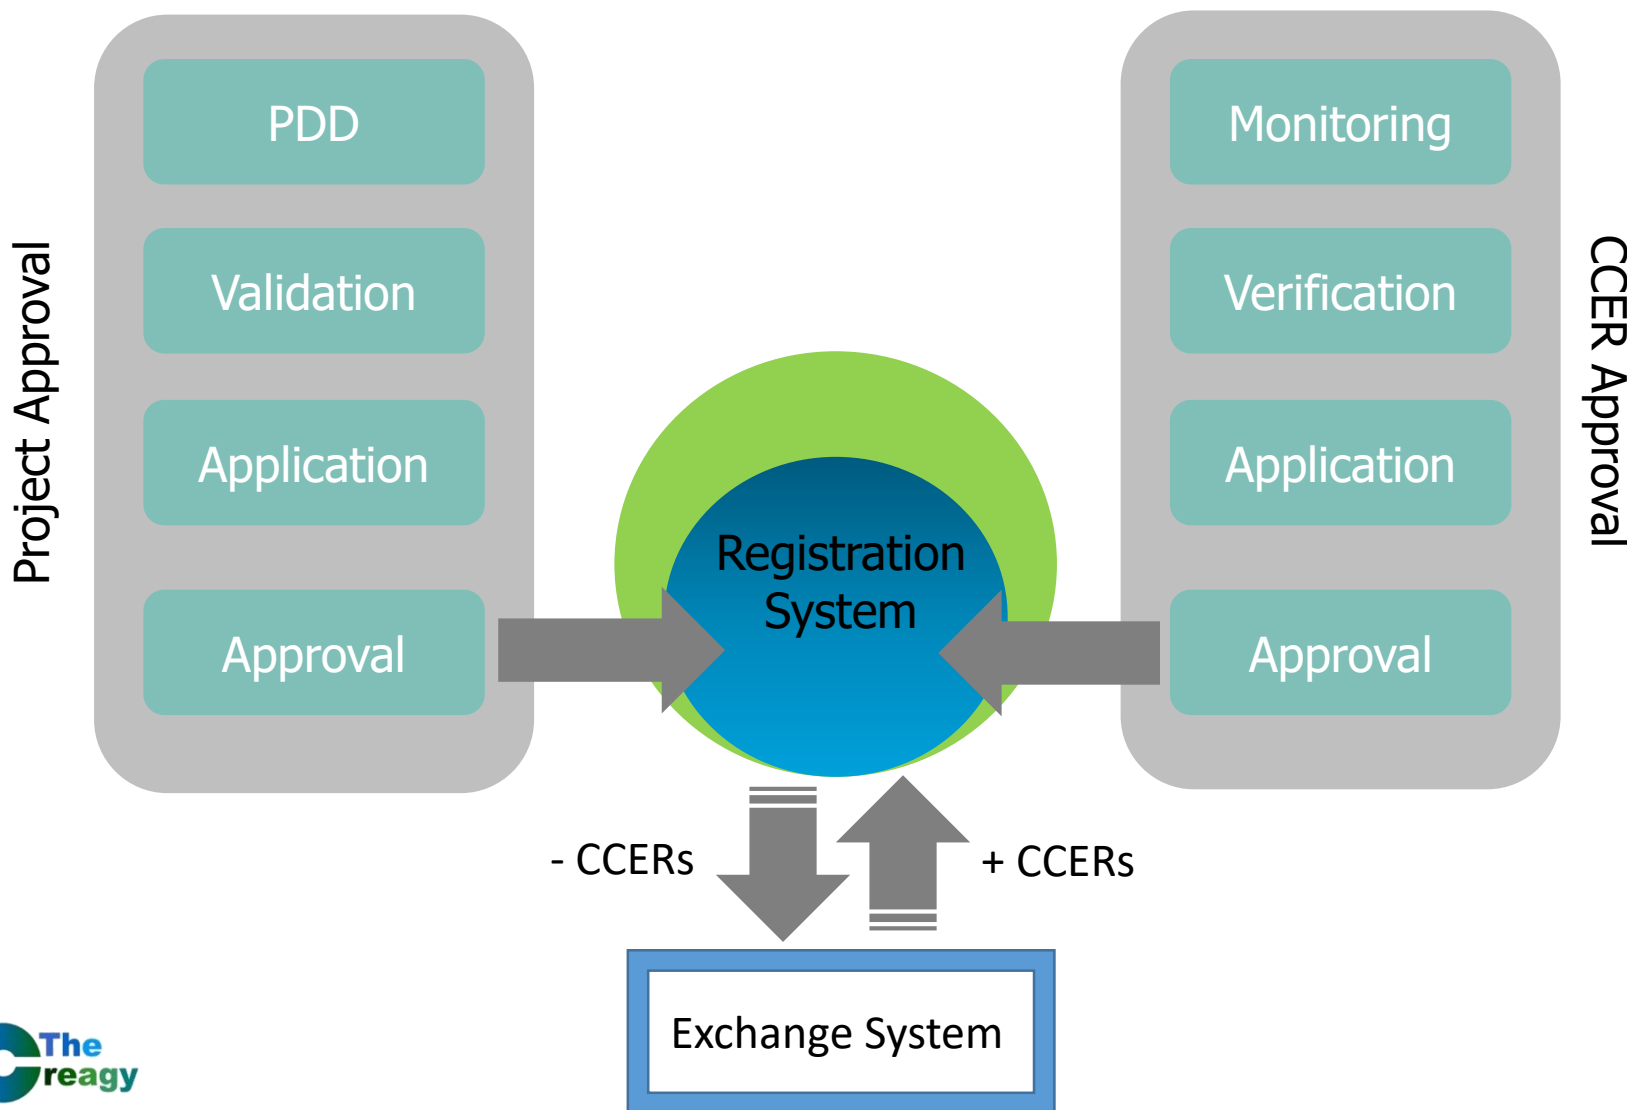 Project Approval
PDD
Validation
Application
Approval
Registration
System
Monitoring
Verification
Application
Approval
CCER Approval
- CCERs
+ CCERs
Exchange System
The
reagy